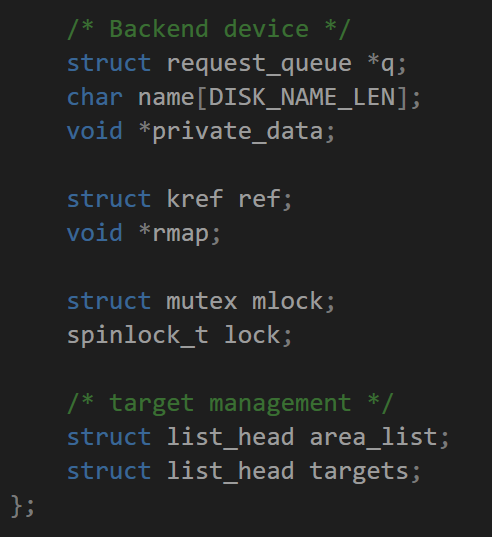 /* Backend device */
struct request_queue *q;
char name[DISK_NAME_LEN];
void *private_data;
struct kref ref;
void *rmap;
struct mutex mlock;
spinlock_t lock;
/* target management */
struct list_head area_list;
struct list_head targets;
};